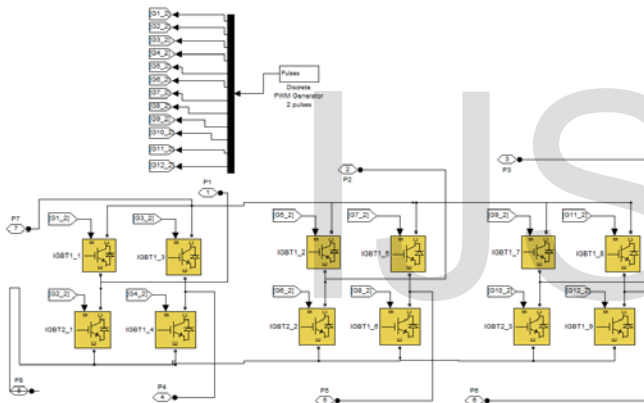 [G1_2]
[G2_2]
[G3_2]
[G4_2]
[G5_2]
[G6_2]
[G7_2]
[G8_2]
[G9_2]
[G10_2]
[G11_2]
[G12_2]
Pulses
Discrete
PWM Generator
2 pulses
IJS
P1
1
2
P2
3
P3
P7
7
[G1_2]
[G3_2]
[G5_2]
[G7_2]
[G9_2]
[G11_2]
IGBT1_1
IGBT1_3
IGBT1_2
IGBT1_5
IGBT1_7
IGBT1_8
[G2_2]
[G4_2]
[G6_2]
[G8_2]
[G10_2]
[G12_2]
IGBT2_1
IGBT1_4
IGBT2_2
IGBT1_6
IGBT2_3
IGBT1_9
P8
8
P4
4
P5
5
P6
6